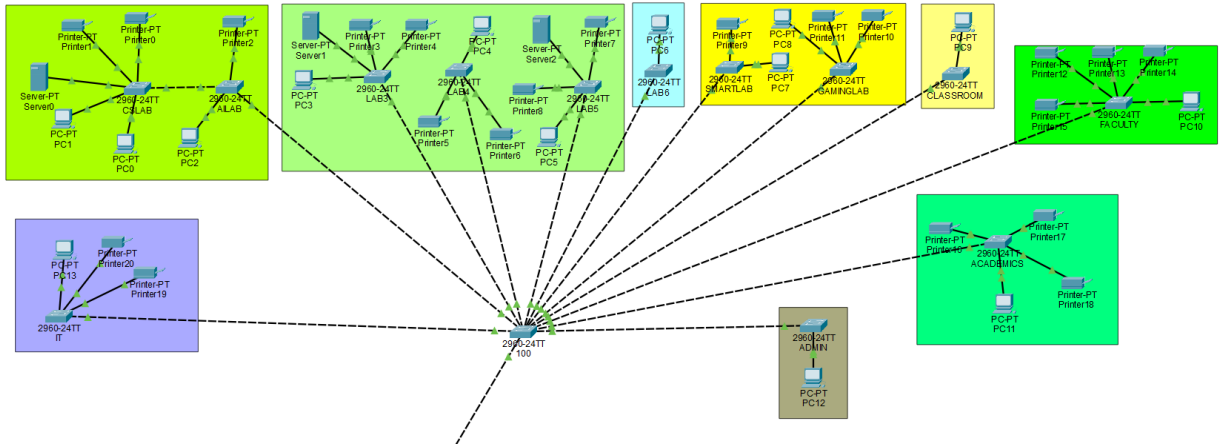 Printer-PT
Printer1
Printer-PT
Printer0
Printer-PT
Printer2
Server-PT
Server0
2960-24TT
CSLAB
2960-24TT
AILAB
PC-PT
PC1
PC-PT
PC0
PC-PT
PC2
Server-PT
Server1
Printer-PT
Printer3
Printer-PT
Printer4
PC-PT
PC4
Server-PT
Server2
Printer-PT
Printer7
PC-PT
PC3
2960-24TT
LAB3
2960-24TT
LAB4
2960-24TT
LAB5
Printer-PT
Printer8
Printer-PT
Printer5
Printer-PT
Printer6
PC-PT
PC5
PC-PT
PC6
2960-24TT
LAB6
Printer-PT
Printer9
PC-PT
PC8
Printer-PT
Printer11
Printer-PT
Printer10
2960-24TT
SMARTLAB
PC-PT
PC7
2960-24TT
GAMINGLAB
PC-PT
PC9
2960-24TT
CLASSROOM
Printer-PT
Printer12
Printer-PT
Printer13
Printer-PT
Printer14
Printer-PT
Printer15
2960-24TT
FACULTY
PC-PT
PC10
PC-PT
PC13
Printer-PT
Printer20
Printer-PT
Printer19
2960-24TT
IT
2960-24TT
100
2960-24TT
ADMIN
PC-PT
PC12
Printer-PT
Printer16
Printer-PT
Printer17
2960-24TT
ACADEMICS
Printer-PT
Printer18
PC-PT
PC11